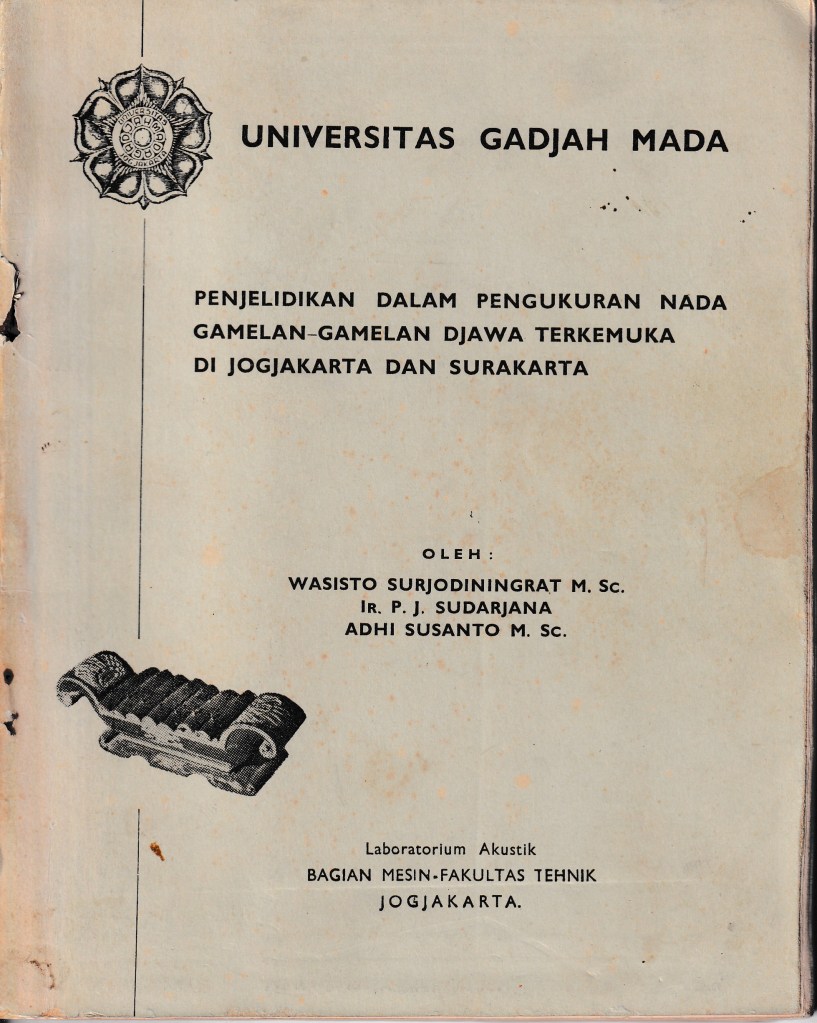 UNIVERSITAS GADJAH MADA
PENJELIDIKAN DALAM PENGUKURAN NADA
GAMELAN-GAMELAN DJAWA TERKEMUKA
DI JOGJAKARTA DAN SURAKARTA
OLEH :
WASISTO SURJODININGRAT M. Sc.
Ir. P. J. SUDARJANA
ADHI SUSANTO M. Sc.
Laboratorium Akustik
BAGIAN MESIN-FAKULTAS TEHNIK
JOGJAKARTA.